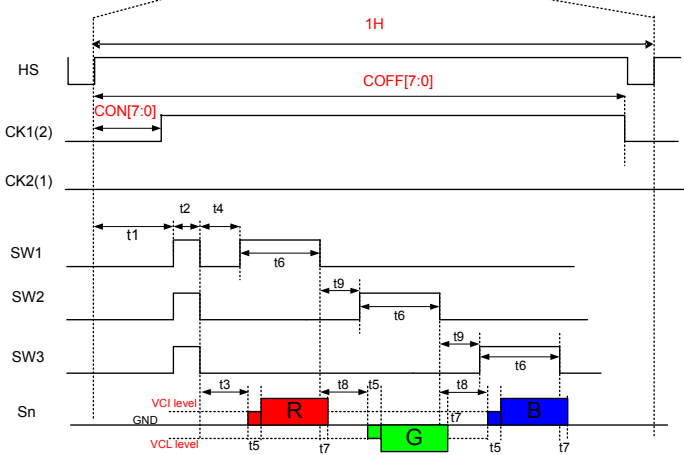 1H
HS
COFF[7:0]
CON[7:0]
CK1(2)
CK2(1)
t2 t4
t1
SW1
t6
SW2
t9
t6
SW3
t9
t6
t3 t8 t5 t8
VCI level
R B
Sn
GND
t7
G
VCL level
t5 t7 t5 t7